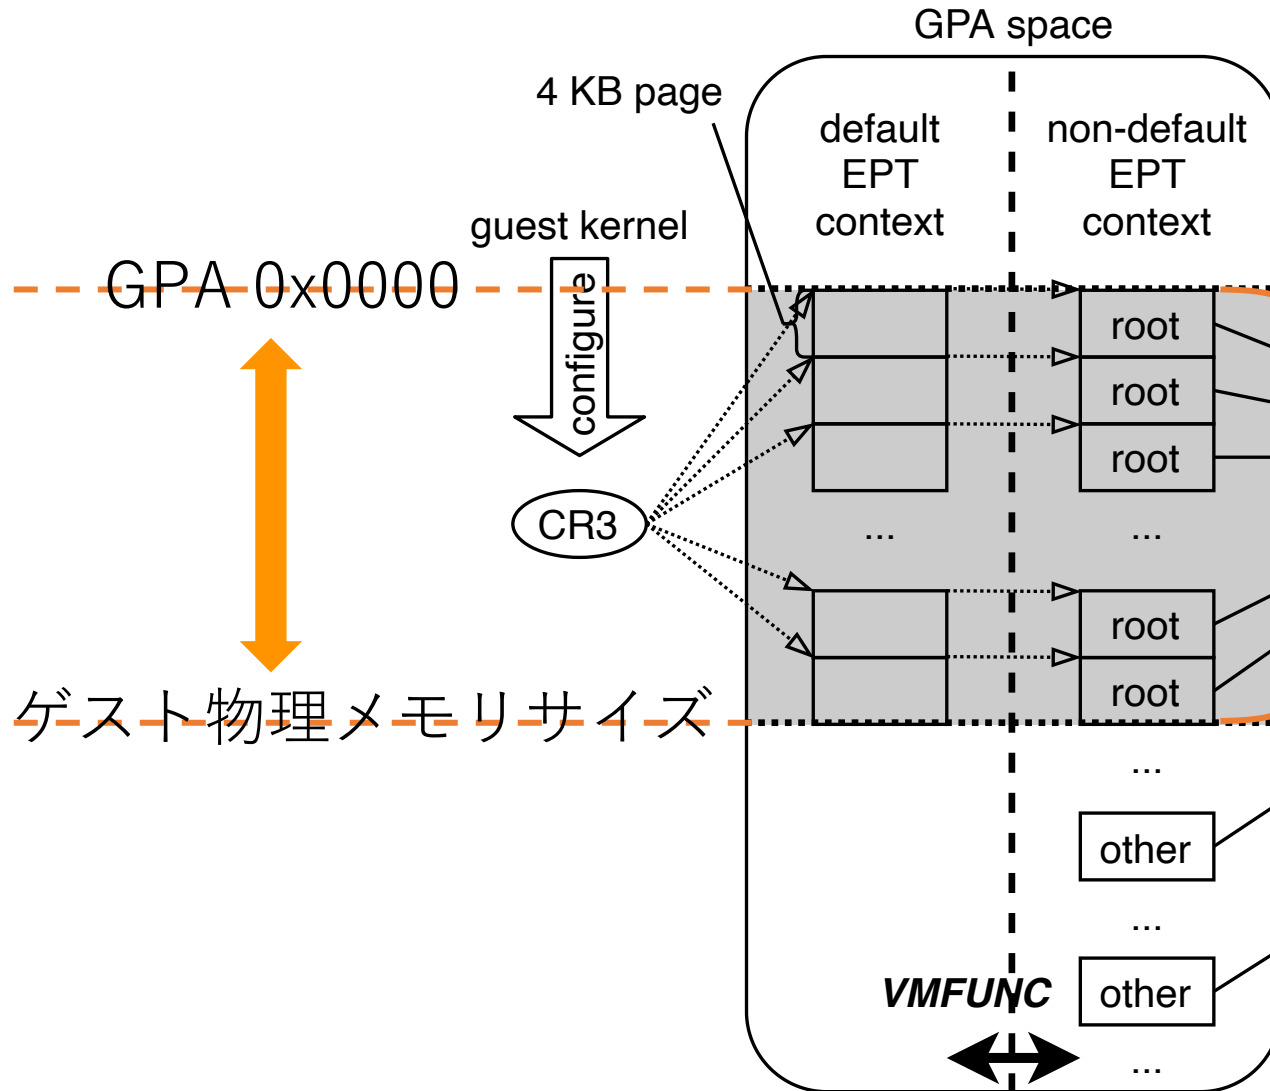 GPA space
4 KB page
default
EPT
context
non-default
EPT
context
guest kernel
configure
GPA 0x0000
CR3
root
root
root
...
...
root
root
ゲスト物理メモリサイズ
...
other
...
VMFUNC
other
...